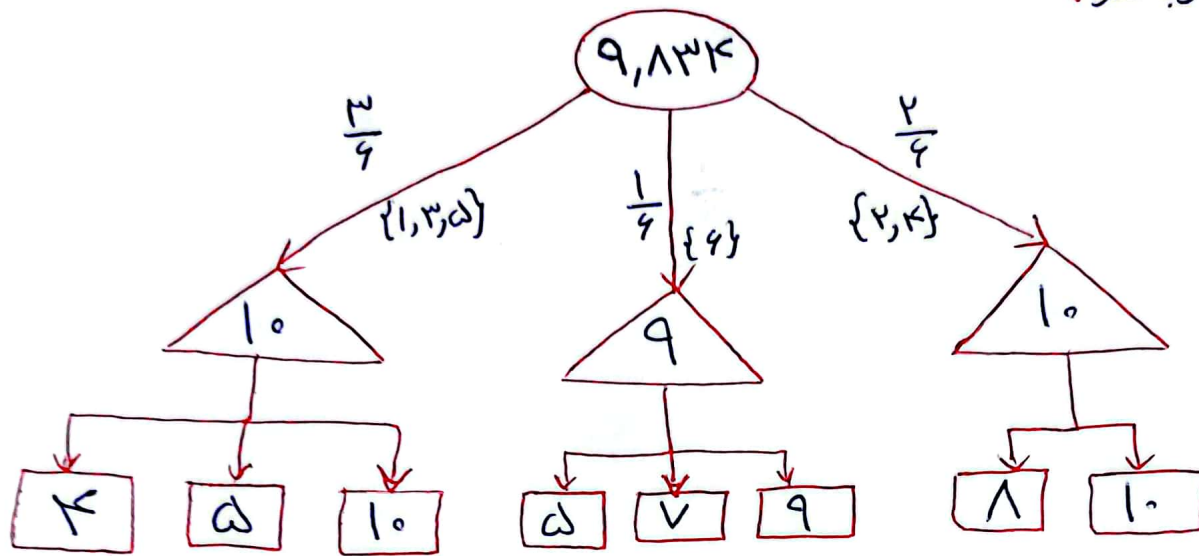 ۹,۸۳۴
۳/۶ ۱/۶ ۲/۶
{۱,۳,۵} {۶} {۲,۴}
۱۰ ۹ ۱۰
۴ ۵ ۱۰ ۵ ۷ ۹ ۸ ۱۰